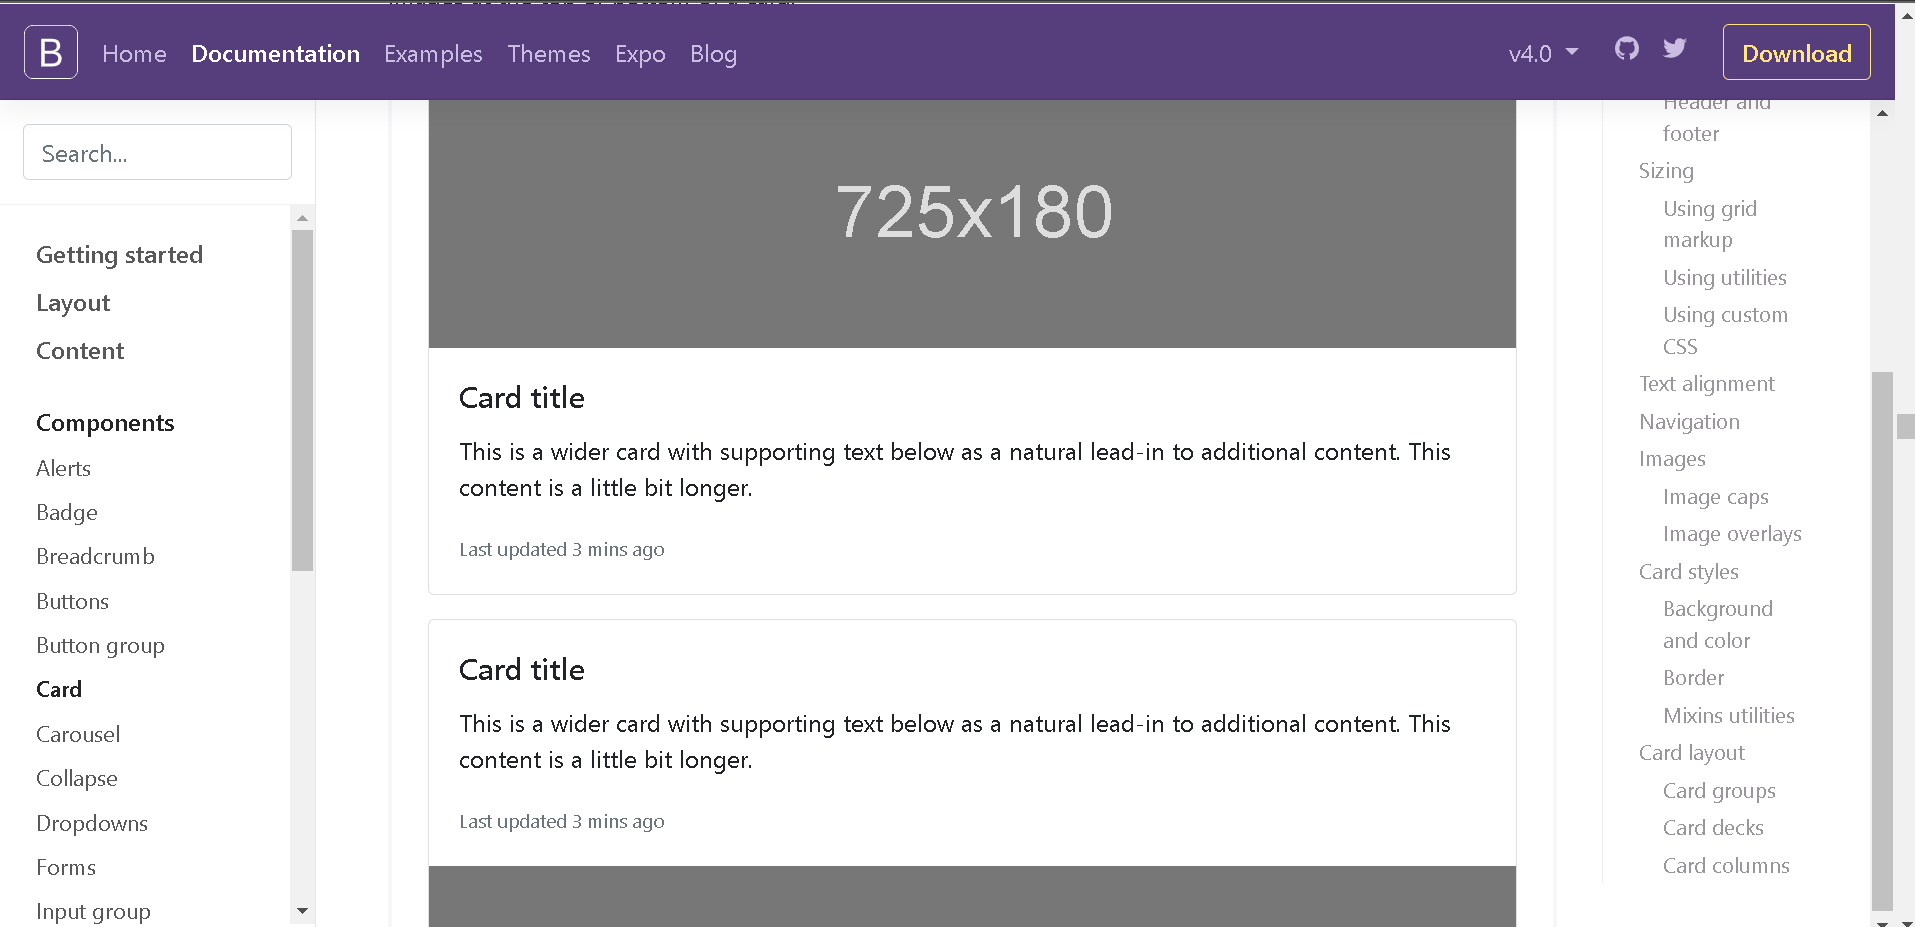 B
Home Documentation Examples Themes Expo Blog
v4.0
Download
Search...
Getting started
Layout
Content
Components
Alerts
Badge
Breadcrumb
Buttons
Button group
Card
Carousel
Collapse
Dropdowns
Forms
Input group
725x180
Card title
This is a wider card with supporting text below as a natural lead-in to additional content. This
content is a little bit longer.
Last updated 3 mins ago
Card title
This is a wider card with supporting text below as a natural lead-in to additional content. This
content is a little bit longer.
Last updated 3 mins ago
Header and
footer
Sizing
Using grid
markup
Using utilities
Using custom
CSS
Text alignment
Navigation
Images
Image caps
Image overlays
Card styles
Background
and color
Border
Mixins utilities
Card layout
Card groups
Card decks
Card columns